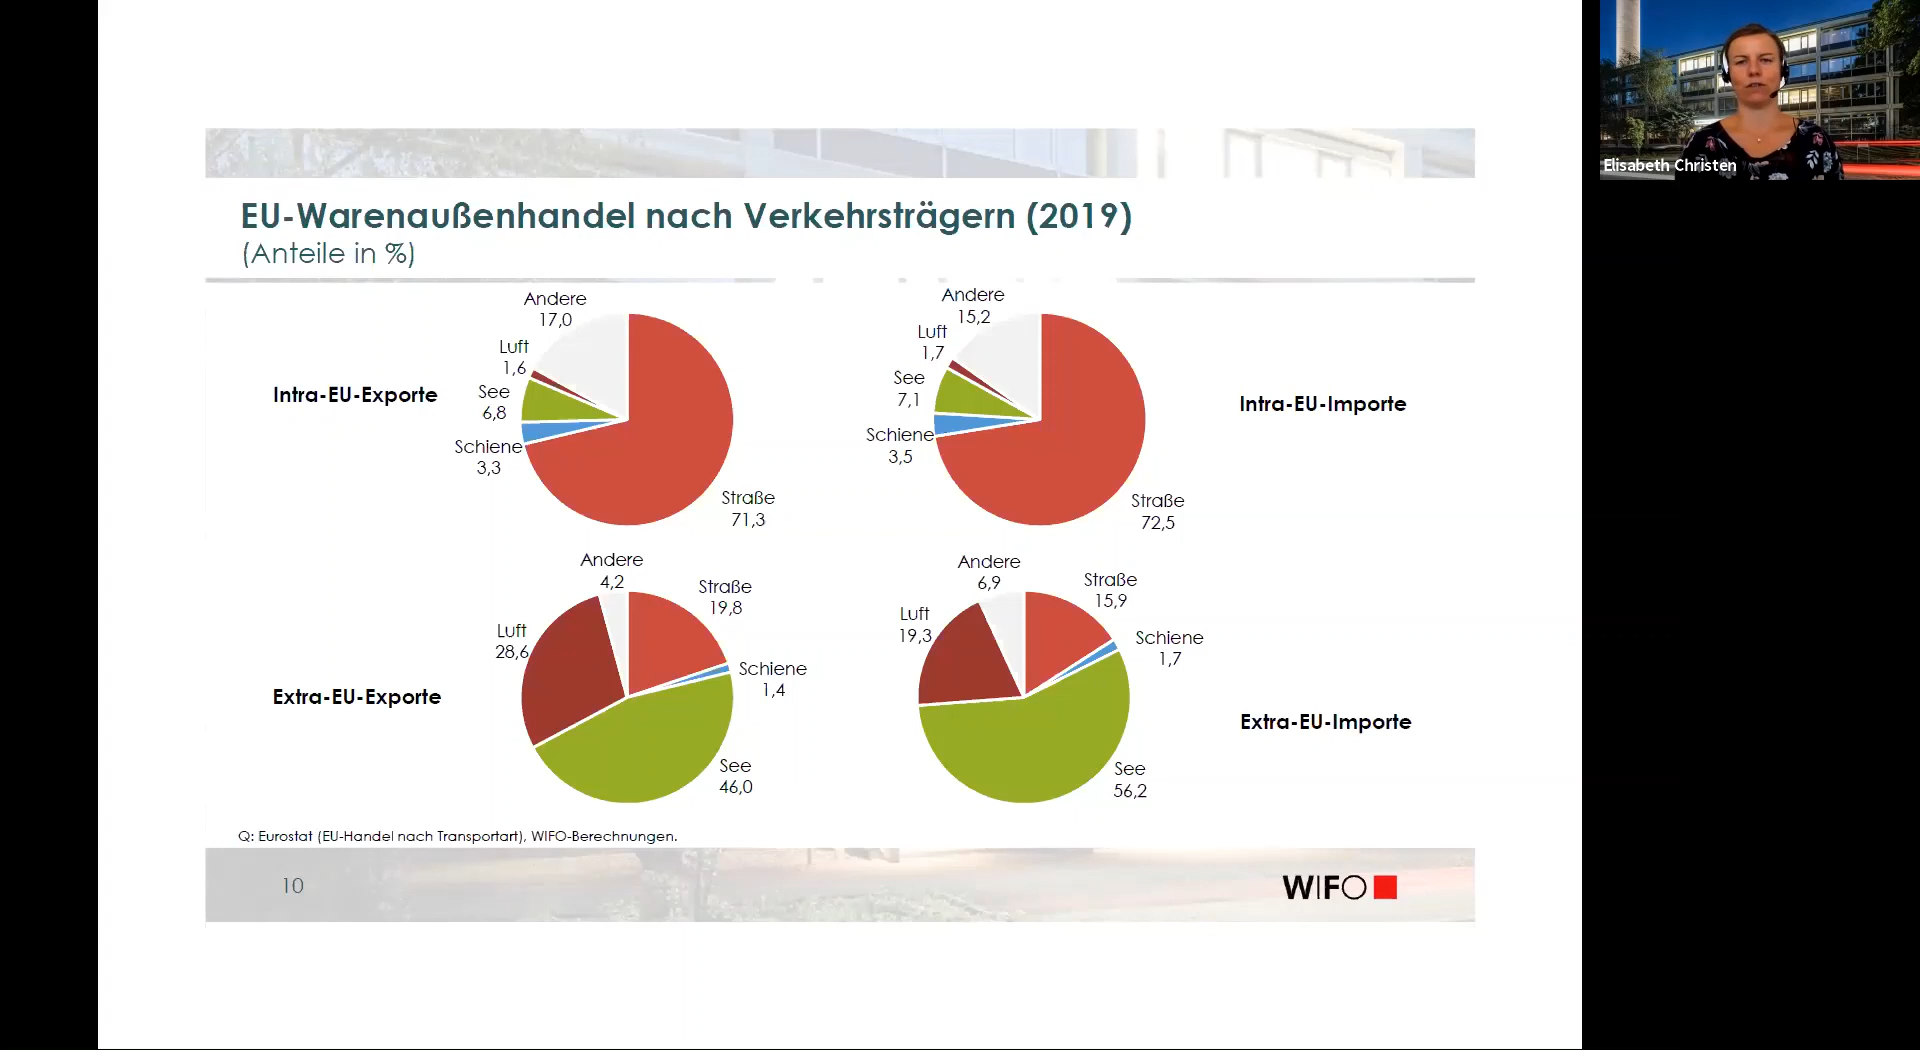 Elisabeth Christen
EU-Warenaußenhandel nach Verkehrsträgern (2019)
(Anteile in %)
Intra-EU-Exporte
Andere
17,0
Luft
1,6
See
6,8
Schiene
3,3
Straße
71,3
Andere
15,2
Luft
1,7
See
7,1
Schiene
3,5
Straße
72,5
Intra-EU-Importe
Extra-EU-Exporte
Andere
4,2
Straße
19,8
Luft
28,6
Schiene
1,4
See
46,0
Andere
6,9
Straße
15,9
Luft
19,3
Schiene
1,7
See
56,2
Extra-EU-Importe
Q: Eurostat (EU-Handel nach Transportart), WIFO-Berechnungen.
10
WIFO